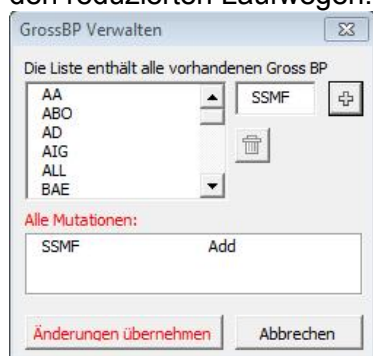 den reduzierten Laufwegen.
GrossBP Verwalten
Die Liste enthält alle vorhandenen Gross BP
AA
SSMF
ABO
AD
AIG
ALL
BAE
Alle Mutationen:
SSMF Add
Änderungen übernehmen Abbrechen